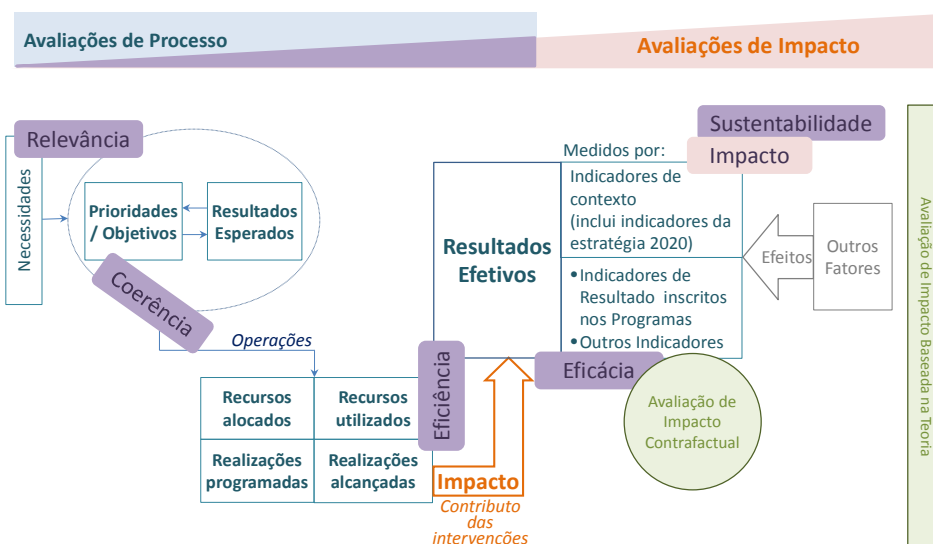 Avaliações de Processo
Avaliações de Impacto
Relevância
Necessidades
Prioridades
/ Objetivos
Resultados
Esperados
Coerência
Operações
Recursos
alocados
Recursos
utilizados
Realizações
programadas
Realizações
alcançadas
Eficiência
Resultados
Efetivos
Medidos por:
Indicadores de
contexto
(inclui indicadores da
estratégia 2020)
•Indicadores de
Resultado inscritos
nos Programas
•Outros Indicadores
Sustentabilidade
Impacto
Efeitos
Outros
Fatores
Eficácia
Avaliação de
Impacto
Contrafactual
Impacto
Contributo
das
intervenções
Avaliação de Impacto Baseada na Teoria